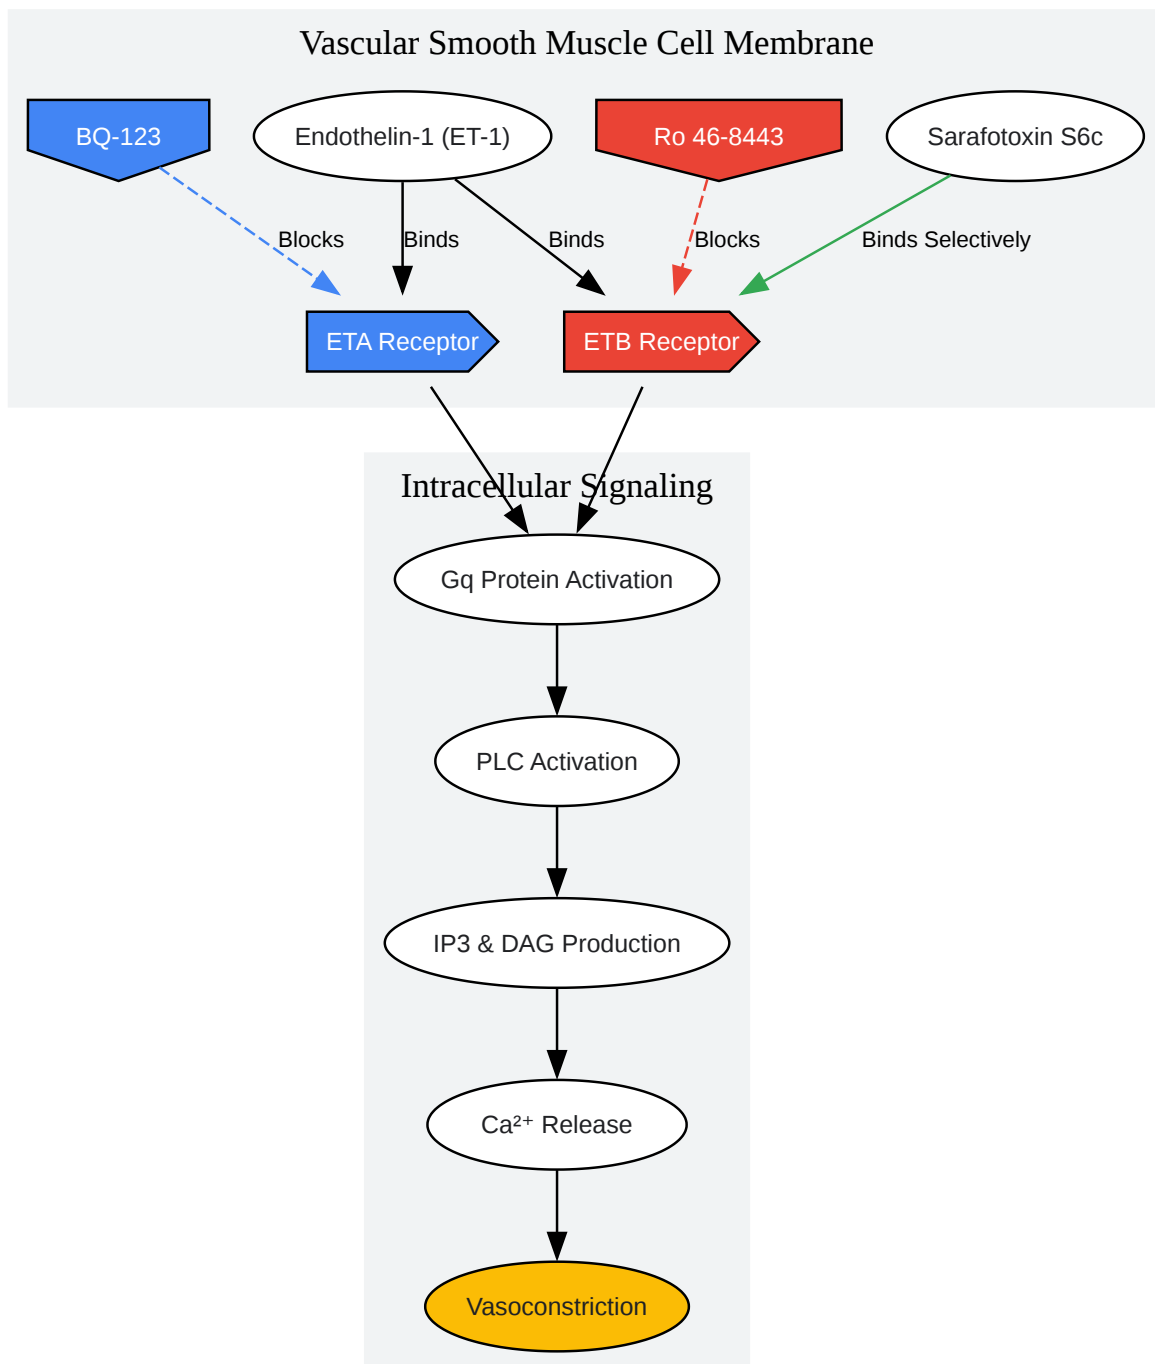 Vascular Smooth Muscle Cell Membrane
BQ-123
Endothelin-1 (ET-1)
Ro 46-8443
Sarafotoxin S6c
Blocks
Binds
Binds
Blocks
Binds Selectively
ETA Receptor
ETB Receptor
Intracellular Signaling
Gq Protein Activation
PLC Activation
IP3 & DAG Production
Ca²⁺ Release
Vasoconstriction